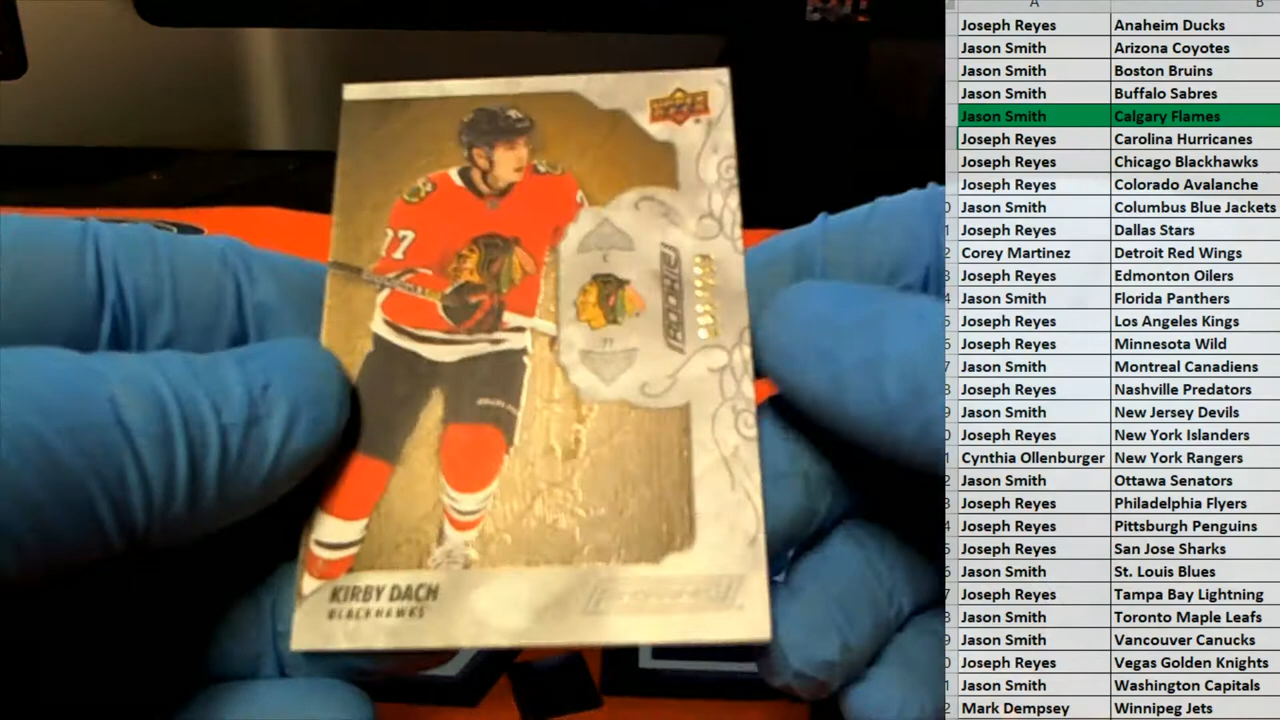 UPPER DECK
77
C
ROOKIE
77
KIRBY DACH
BLACKHAWKS
A B
Joseph Reyes Anaheim Ducks
Jason Smith Arizona Coyotes
Jason Smith Boston Bruins
Jason Smith Buffalo Sabres
Jason Smith Calgary Flames
Joseph Reyes Carolina Hurricanes
Joseph Reyes Chicago Blackhawks
Joseph Reyes Colorado Avalanche
Jason Smith Columbus Blue Jackets
Joseph Reyes Dallas Stars
Corey Martinez Detroit Red Wings
Joseph Reyes Edmonton Oilers
Jason Smith Florida Panthers
Joseph Reyes Los Angeles Kings
Joseph Reyes Minnesota Wild
Jason Smith Montreal Canadiens
Joseph Reyes Nashville Predators
Jason Smith New Jersey Devils
Joseph Reyes New York Islanders
Cynthia Ollenburger New York Rangers
Jason Smith Ottawa Senators
Joseph Reyes Philadelphia Flyers
Joseph Reyes Pittsburgh Penguins
Joseph Reyes San Jose Sharks
Jason Smith St. Louis Blues
Joseph Reyes Tampa Bay Lightning
Jason Smith Toronto Maple Leafs
Jason Smith Vancouver Canucks
Joseph Reyes Vegas Golden Knights
Jason Smith Washington Capitals
Mark Dempsey Winnipeg Jets